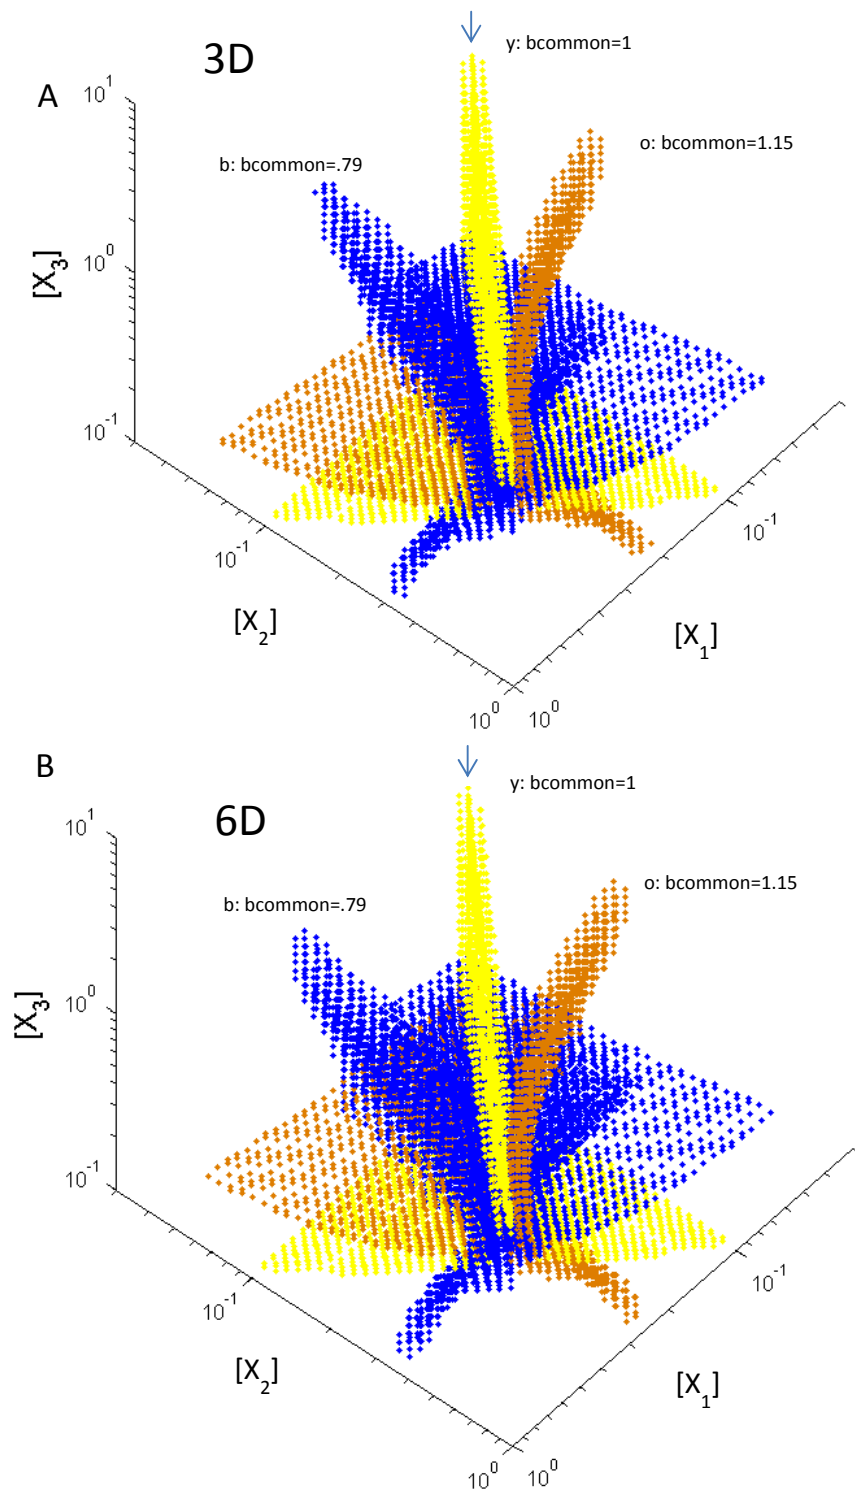 y: bcommon=1
3D
A
10^1
o: bcommon=1.15
b: bcommon=.79
10^0
[X_3]
10^-1
10^-1
10^-1
[X_2]
[X_1]
10^0
10^0
B
y: bcommon=1
6D
10^1
o: bcommon=1.15
b: bcommon=.79
10^0
[X_3]
10^-1
10^-1
10^-1
[X_2]
[X_1]
10^0
10^0